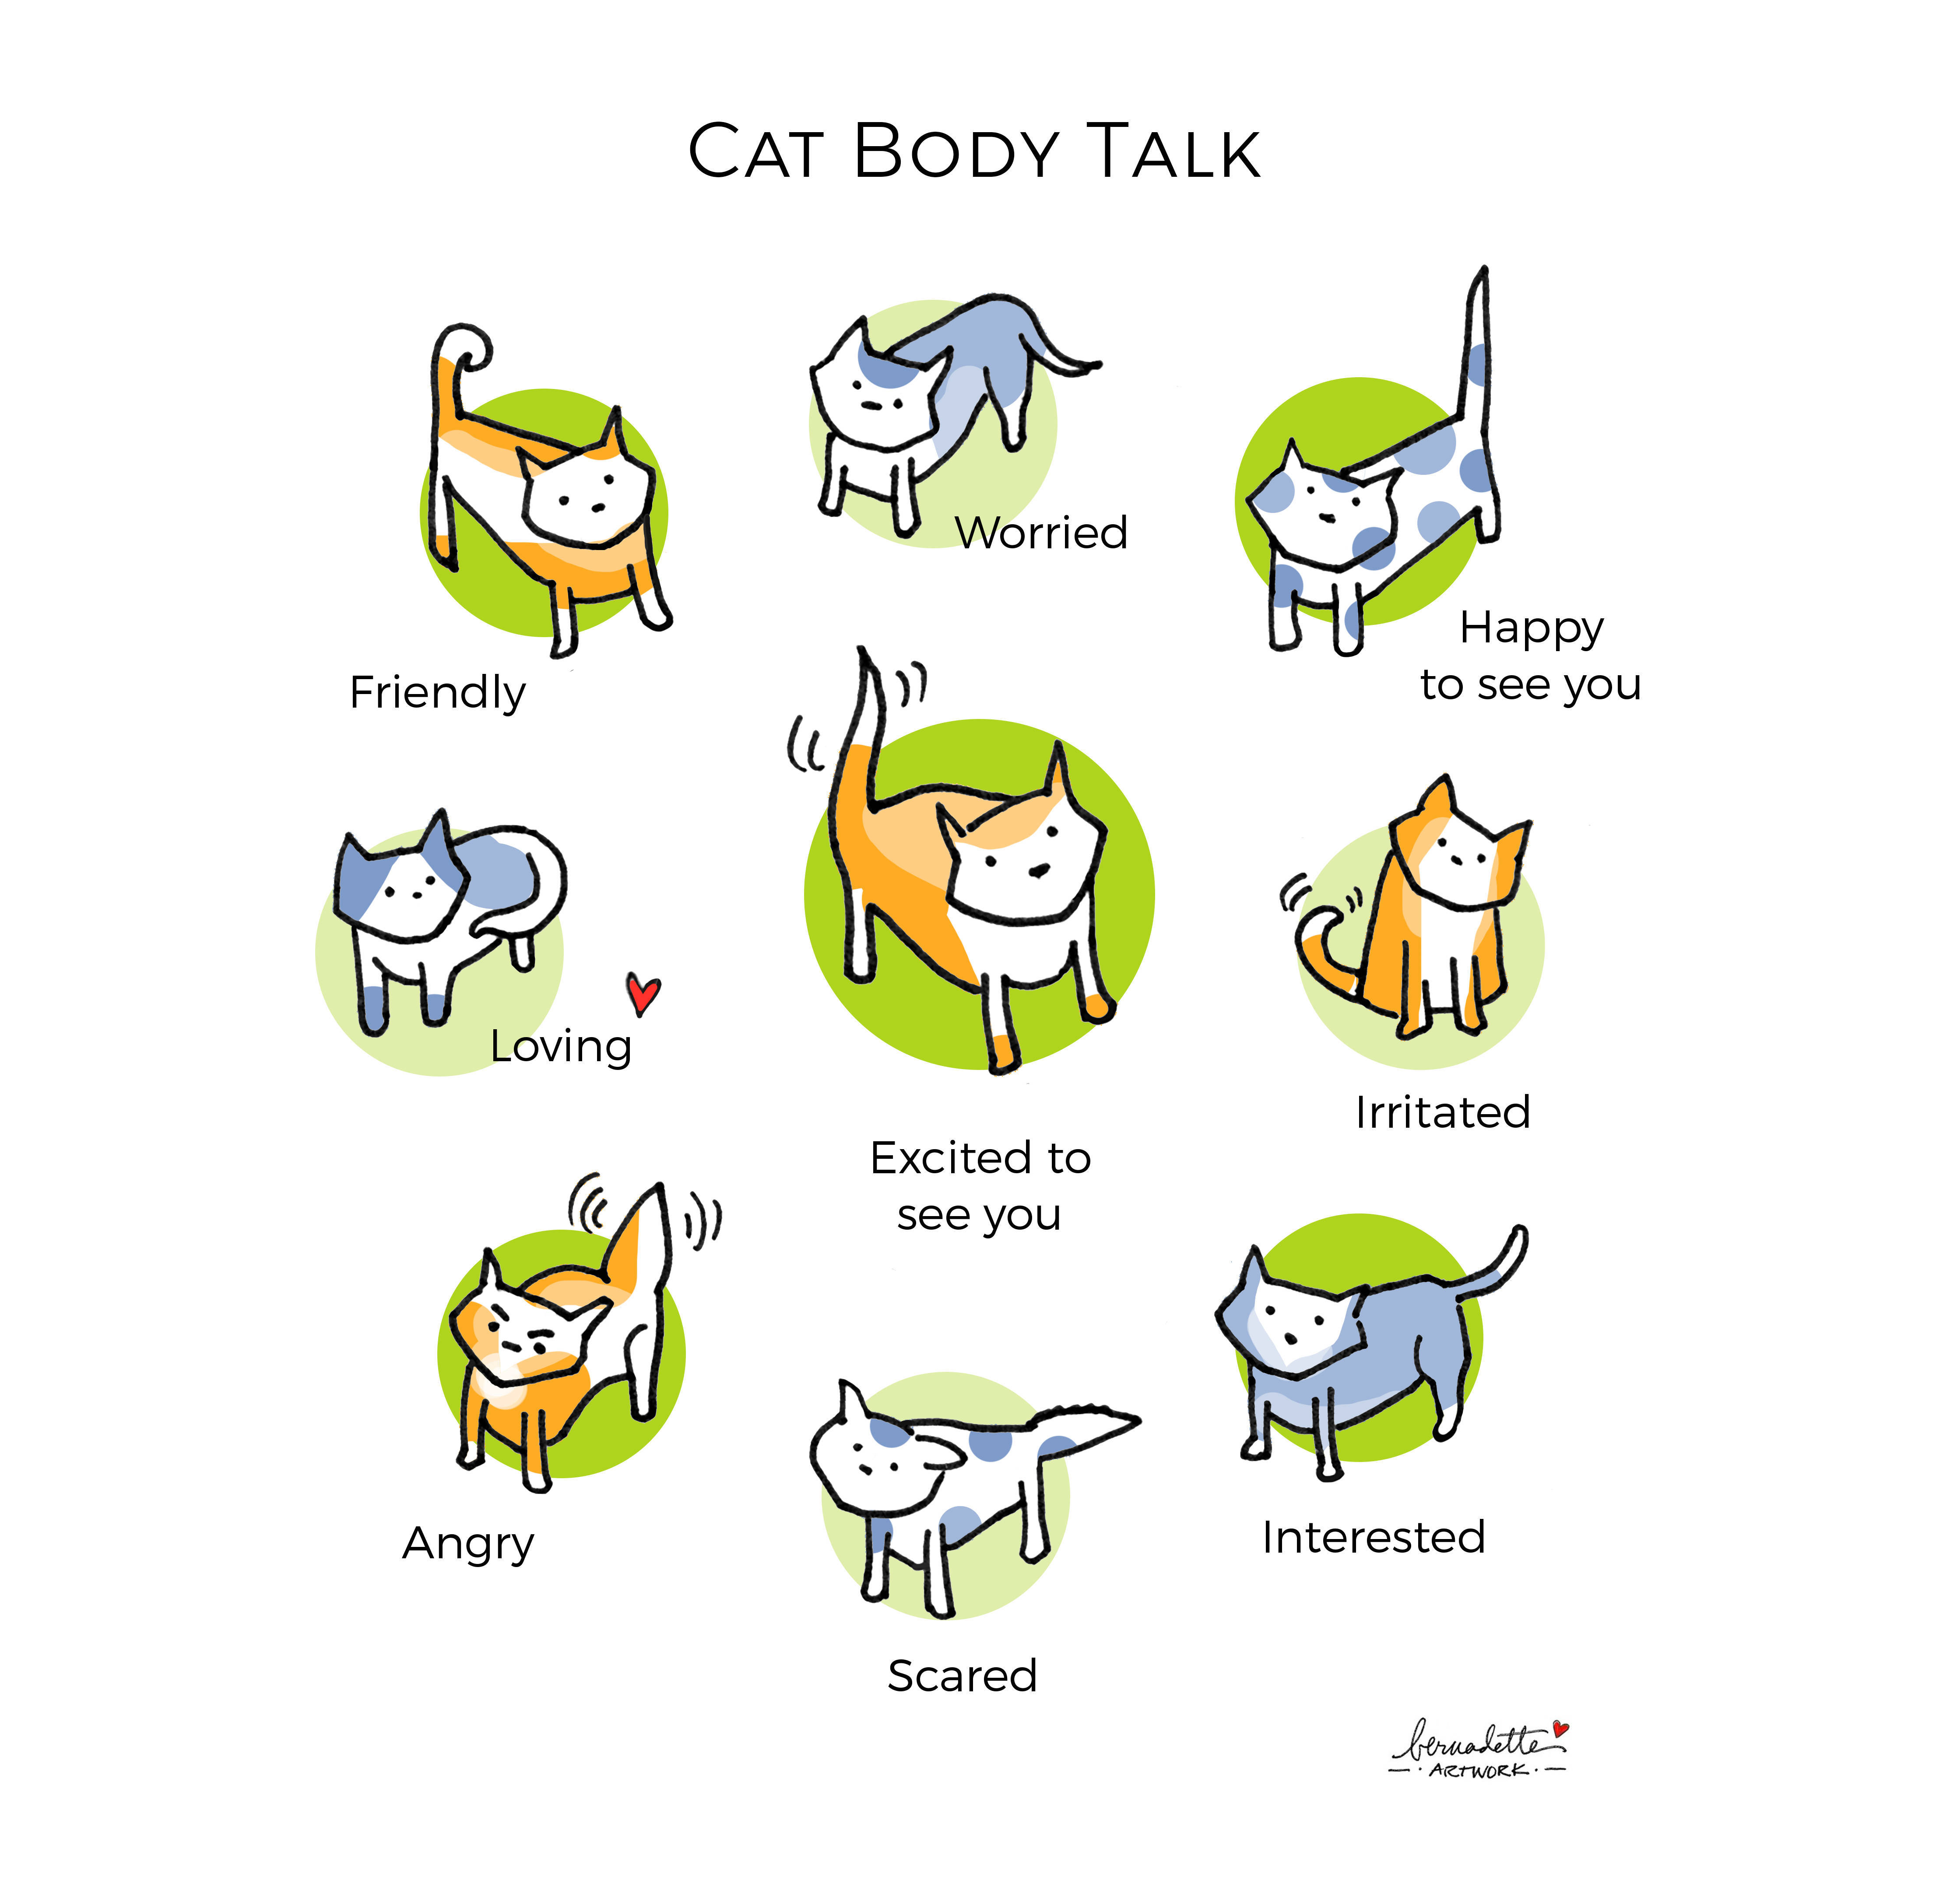 Cat Body Talk
Worried
Happy
to see you
Friendly
Loving
Irritated
Excited to
see you
Angry
Interested
Scared
bernadette
ARTWORK